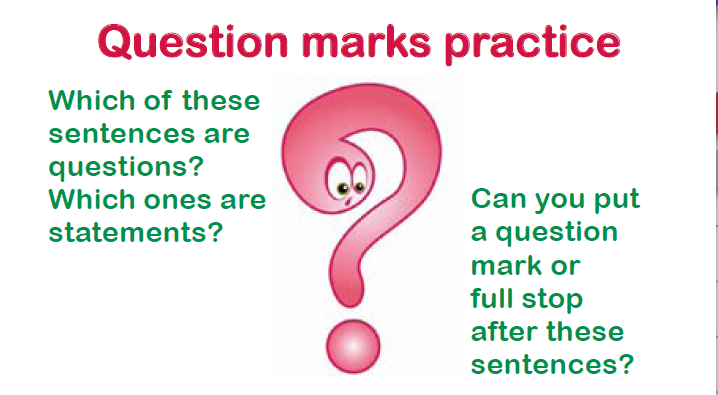 Question marks practice
Which of these
sentences are
questions?
Which ones are
statements?
Can you put
a question
mark or
full stop
after these
sentences?